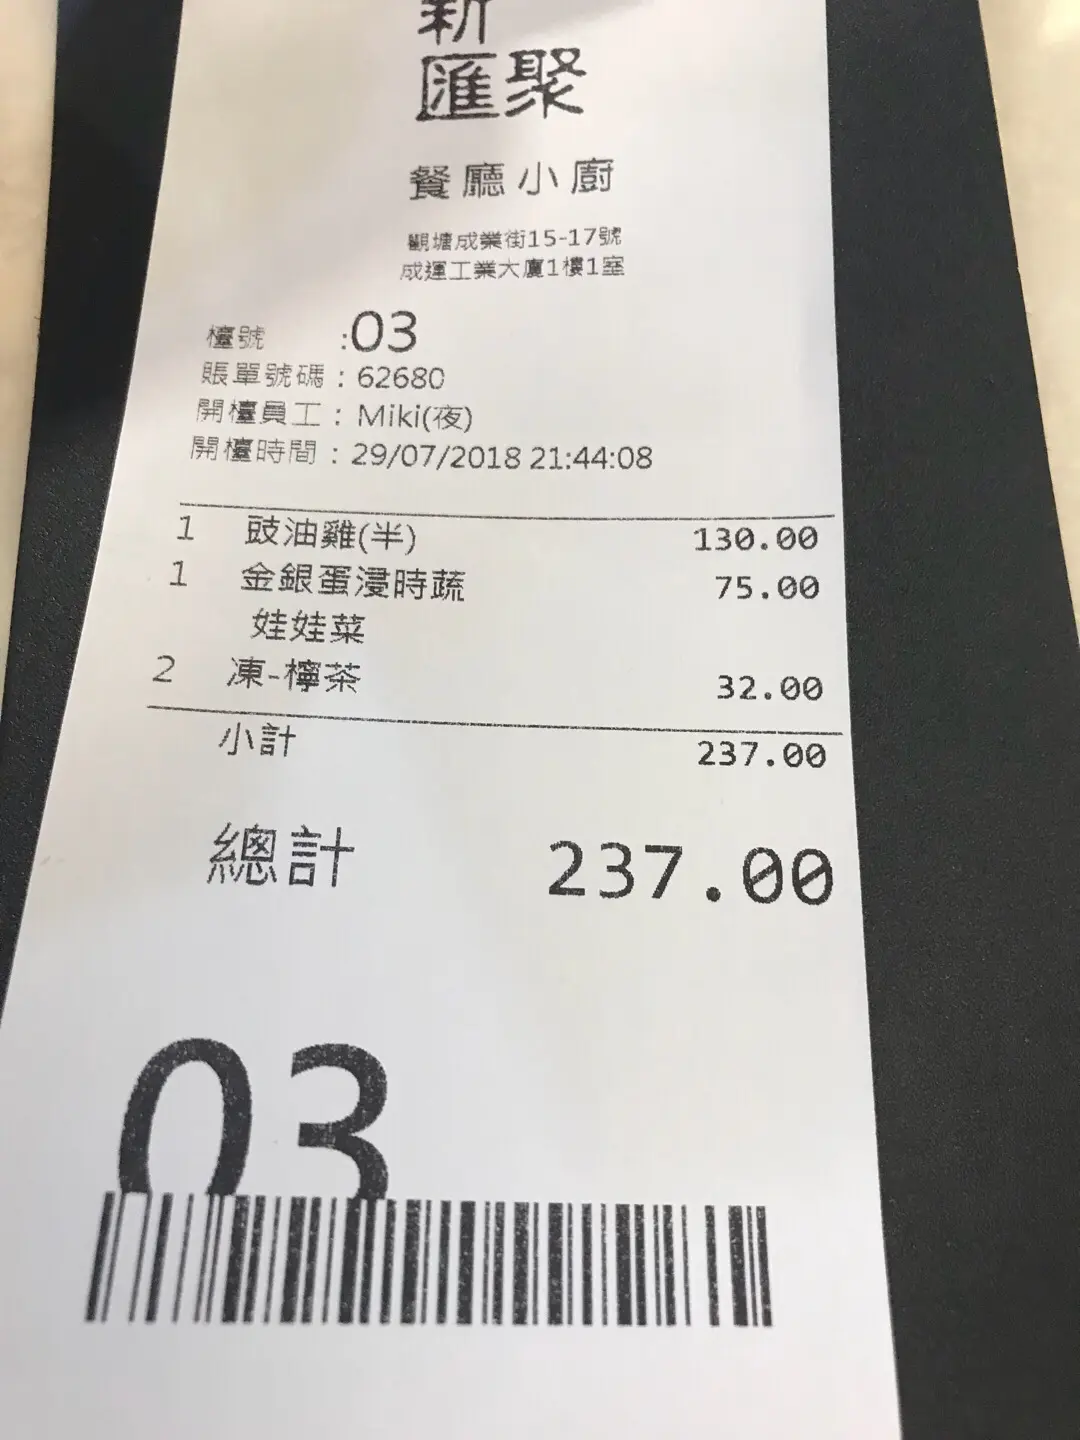 新
匯聚
餐廳小廚
觀塘成業街15-17號
成運工業大廈1樓1室
檯號 :03
賬單號碼 : 62680
開檯員工 : Miki(夜)
開檯時間 : 29/07/2018 21:44:08
1 豉油雞(半) 130.00
1 金銀蛋浸時蔬 75.00
娃娃菜
2 凍-檸茶 32.00
小計 237.00
總計 237.00
03